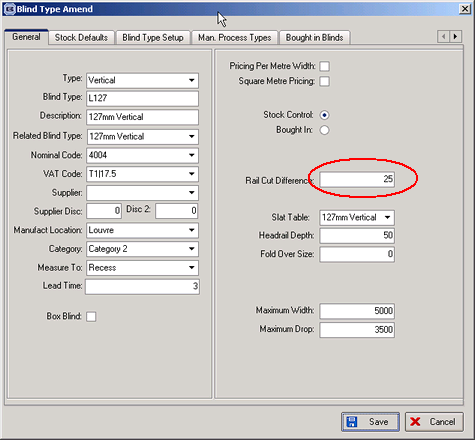 Blind Type Amend
General
Stock Defaults
Blind Type Setup
Man. Process Types
Bought in Blinds
Type: Vertical
Blind Type: L127
Description: 127mm Vertical
Related Blind Type: 127mm Vertical
Nominal Code: 4004
VAT Code: T1|17.5
Supplier:
Supplier Disc: 0 Disc 2: 0
Manufact Location: Louvre
Category: Category 2
Measure To: Recess
Lead Time: 3
Box Blind:
Pricing Per Metre Width:
Square Metre Pricing:
Stock Control:
Bought In:
Rail Cut Difference: 25
Slat Table: 127mm Vertical
Headrail Depth: 50
Fold Over Size: 0
Maximum Width: 5000
Maximum Drop: 3500
Save
Cancel